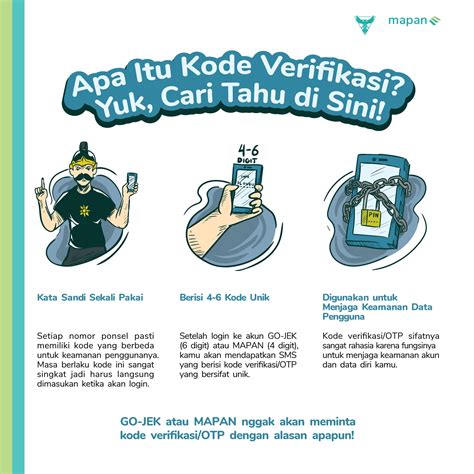 mapan
Apa Itu Kode Verifikasi?
Yuk, Cari Tahu di Sini!
4-6
DIGIT
PIN
Kata Sandi Sekali Pakai
Setiap nomor ponsel pasti
memiliki kode yang berbeda
untuk keamanan penggunanya.
Masa berlaku kode ini sangat
singkat jadi harus langsung
dimasukan ketika akan login.
Berisi 4-6 Kode Unik
Setelah login ke akun GO-JEK
(6 digit) atau MAPAN (4 digit),
kamu akan mendapatkan SMS
yang berisi kode verifikasi/OTP
yang bersifat unik.
Digunakan untuk
Menjaga Keamanan Data
Pengguna
Kode verifikasi/OTP sifatnya
sangat rahasia karena fungsinya
untuk menjaga keamanan akun
dan data diri kamu.
GO-JEK atau MAPAN nggak akan meminta
kode verifikasi/OTP dengan alasan apapun!